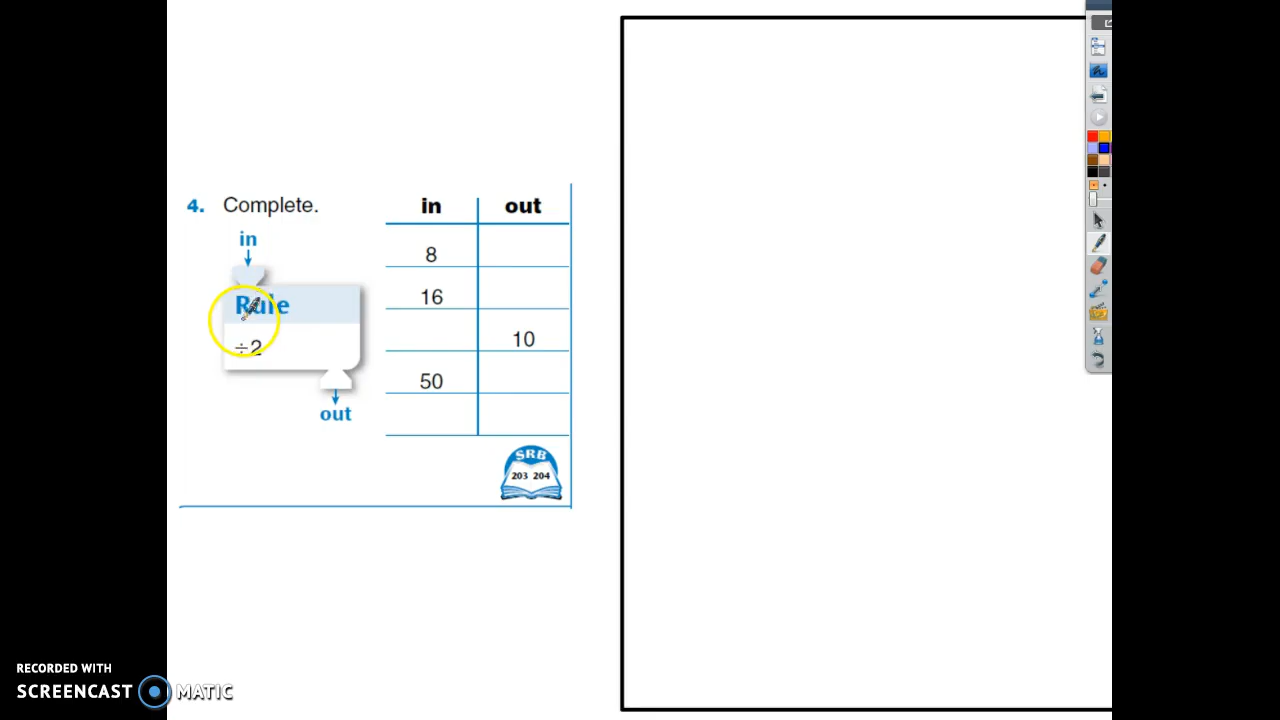 4. Complete.
in
Rule
÷2
out
in out
8
16
10
50
SRB
203 204
RECORDED WITH
SCREENCAST MATIC